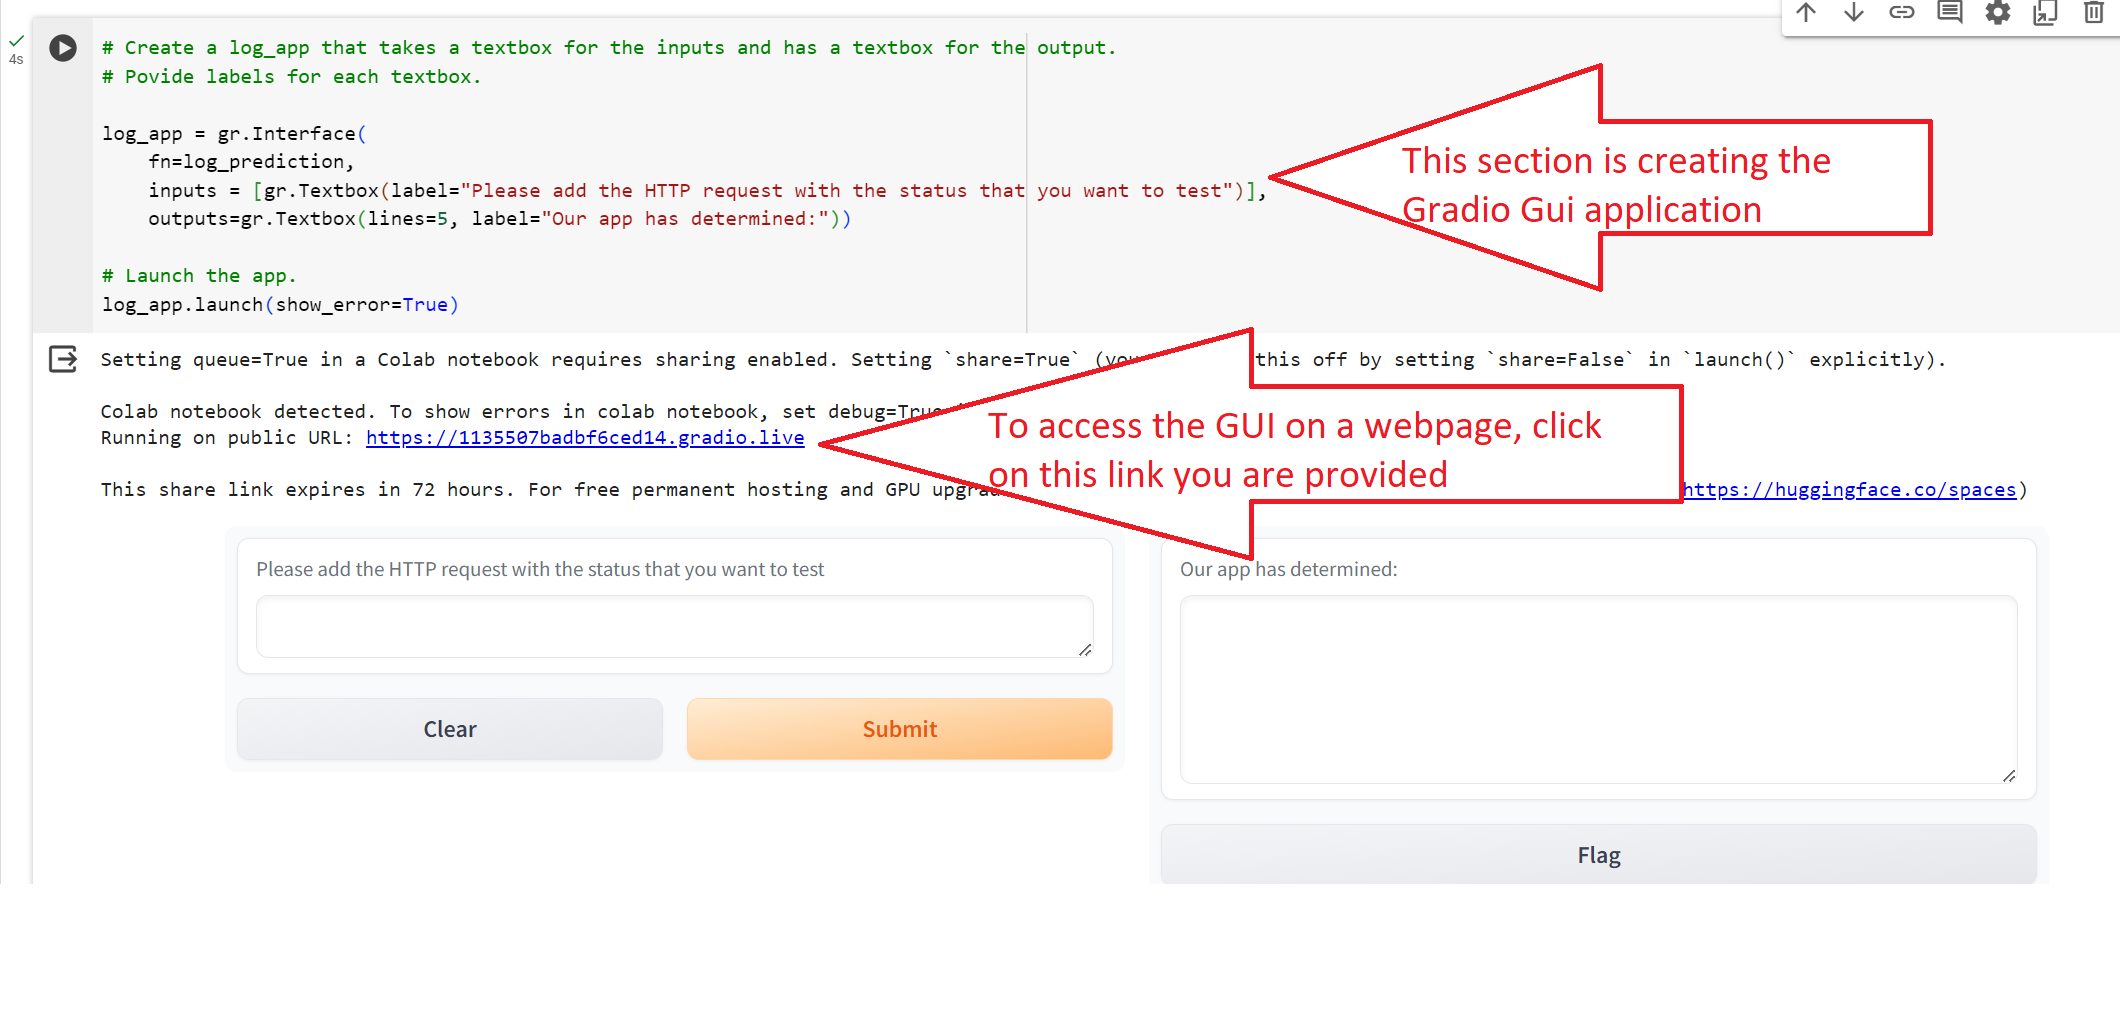 # Create a log_app that takes a textbox for the inputs and has a textbox for the output.
# Povide labels for each textbox.
4s
log_app = gr.Interface(
fn=log_prediction,
inputs = [gr.Textbox(label="Please add the HTTP request with the status that you want to test")],
outputs=gr.Textbox(lines=5, label="Our app has determined:"))
# Launch the app.
log_app.launch(show_error=True)
This section is creating the
Gradio Gui application
Setting queue=True in a Colab notebook requires sharing enabled. Setting `share=True` (you this off by setting `share=False` in `launch()` explicitly).
Colab notebook detected. To show errors in colab notebook, set debug=True
Running on public URL: https://1135507badbf6ced14.gradio.live
To access the GUI on a webpage, click
on this link you are provided
This share link expires in 72 hours. For free permanent hosting and GPU https://huggingface.co/spaces)
Please add the HTTP request with the status that you want to test
Our app has determined:
Clear
Submit
Flag